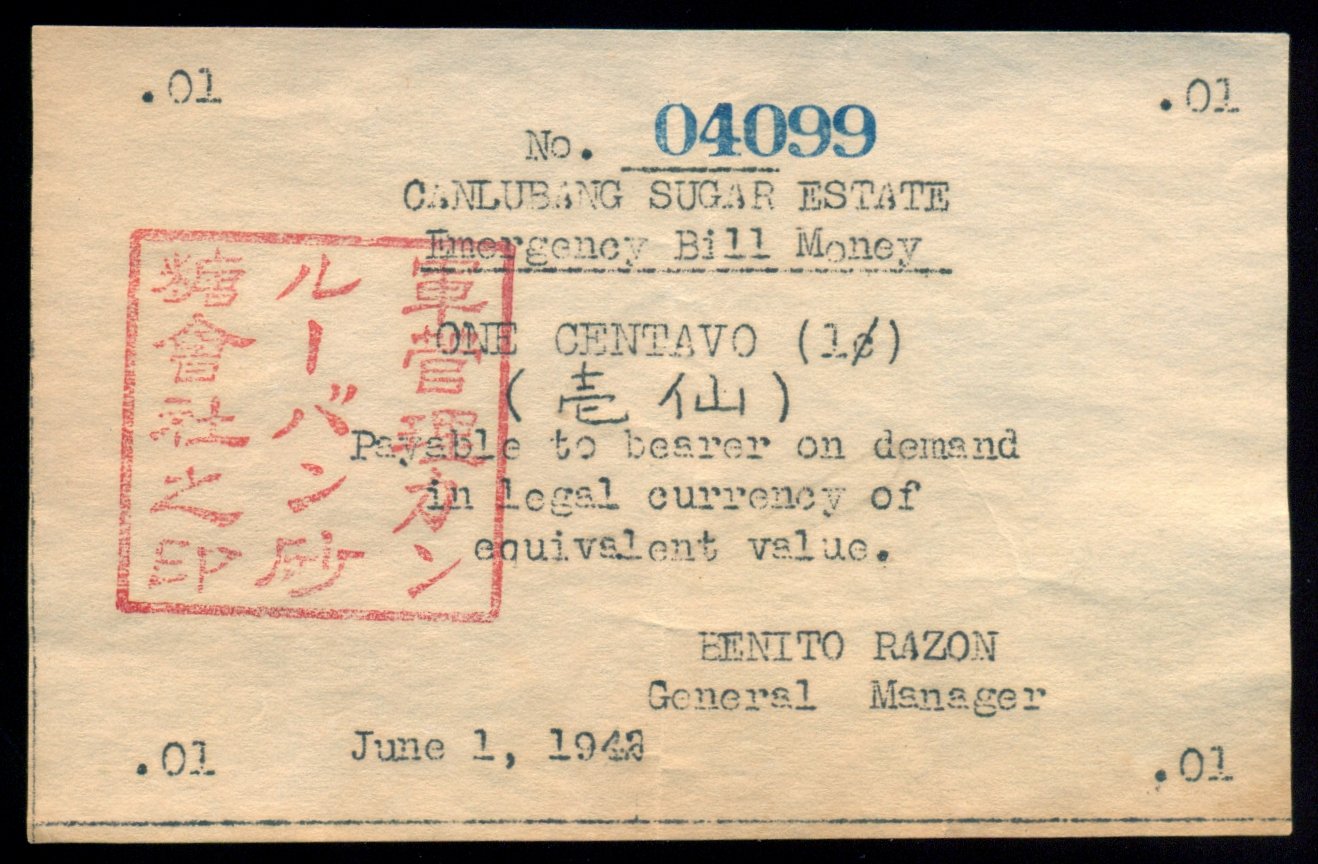 .01 .01
No. 04099
CANLUBANG SUGAR ESTATE
Emergency Bill Money
ONE CENTAVO (1¢)
(壱仙)
Payable to bearer on demand
in legal currency of
equivalent value.
軍管理カン
ルーバン砂
糖會社之印
BENITO RAZON
General Manager
June 1, 1942
.01 .01